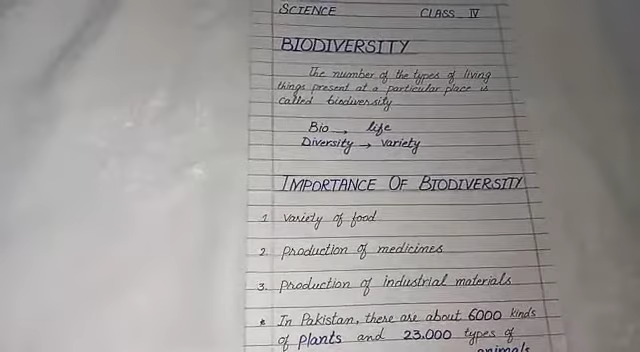 SCIENCE CLASS IV
BIODIVERSITY
The number of the types of living
things present at a particular place is
called biodiversity
Bio → life
Diversity → variety
IMPORTANCE OF BIODIVERSITY
1. Variety of food
2. Production of medicines
3. Production of industrial materials
* In Pakistan, there are about 6000 kinds
of plants and 23.000 types of
animals